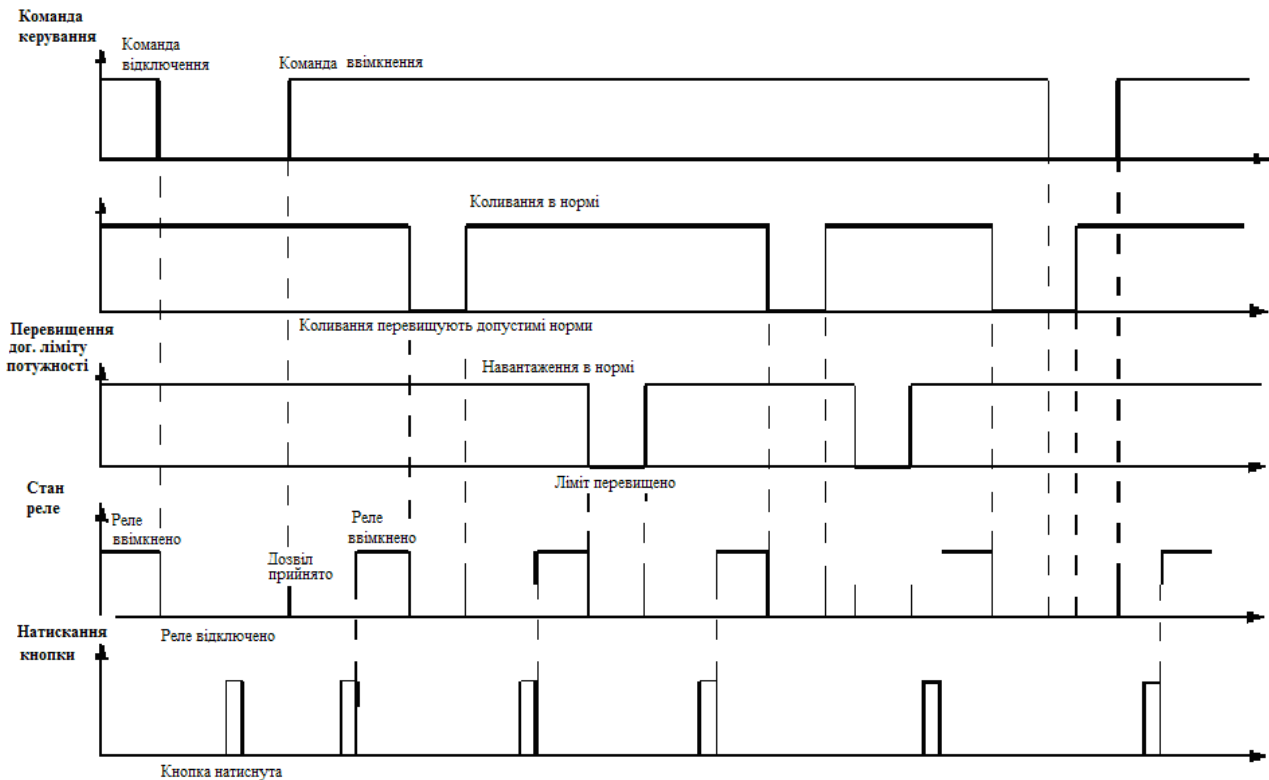 Команда
керування
Команда
відключення
Команда ввімкнення
Коливання в нормі
Коливання перевищують допустимі норми
Перевищення
дог. ліміту
потужності
Навантаження в нормі
Ліміт перевищено
Стан
реле
Реле
ввімкнено
Дозвіл
прийнято
Реле
ввімкнено
Реле відключено
Натискання
кнопки
Кнопка натиснута